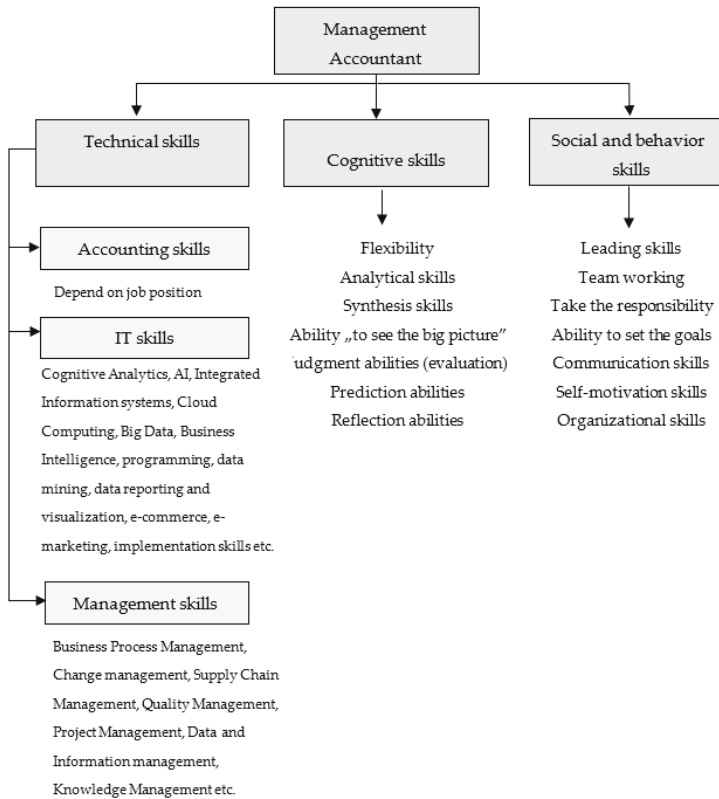 Management
Accountant
Technical skills
Cognitive skills
Social and behavior
skills
Accounting skills
Depend on job position
IT skills
Cognitive Analytics, AI, Integrated
Information systems, Cloud
Computing, Big Data, Business
Intelligence, programming, data
mining, data reporting and
visualization, e-commerce, e-
marketing, implementation skills etc.
Management skills
Business Process Management,
Change management, Supply Chain
Management, Quality Management,
Project Management, Data and
Information management,
Knowledge Management etc.
Flexibility
Analytical skills
Synthesis skills
Ability „to see the big picture”
Judgment abilities (evaluation)
Prediction abilities
Reflection abilities
Leading skills
Team working
Take the responsibility
Ability to set the goals
Communication skills
Self-motivation skills
Organizational skills